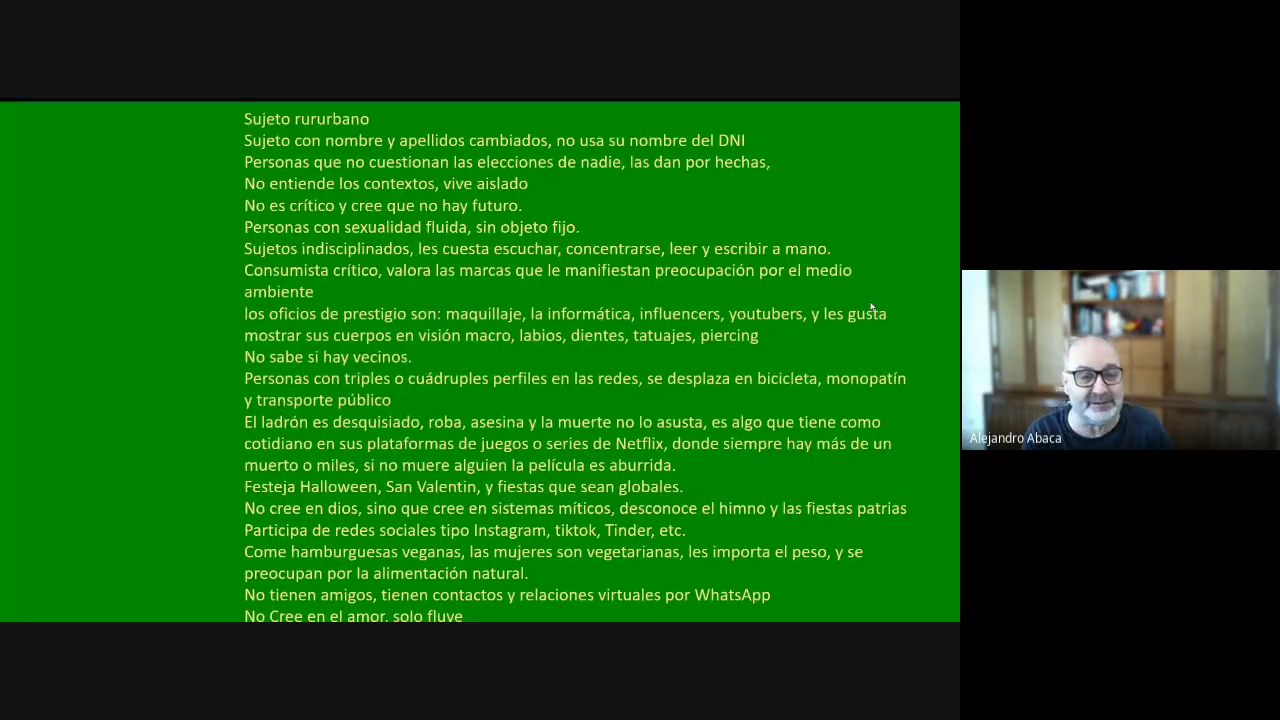 Sujeto rururbano
Sujeto con nombre y apellidos cambiados, no usa su nombre del DNI
Personas que no cuestionan las elecciones de nadie, las dan por hechas,
No entiende los contextos, vive aislado
No es crítico y cree que no hay futuro.
Personas con sexualidad fluida, sin objeto fijo.
Sujetos indisciplinados, les cuesta escuchar, concentrarse, leer y escribir a mano.
Consumista crítico, valora las marcas que le manifiestan preocupación por el medio
ambiente
los oficios de prestigio son: maquillaje, la informática, influencers, youtubers, y les gusta
mostrar sus cuerpos en visión macro, labios, dientes, tatuajes, piercing
No sabe si hay vecinos.
Personas con triples o cuádruples perfiles en las redes, se desplaza en bicicleta, monopatín
y transporte público
El ladrón es desquisiado, roba, asesina y la muerte no lo asusta, es algo que tiene como
cotidiano en sus plataformas de juegos o series de Netflix, donde siempre hay más de un
muerto o miles, si no muere alguien la película es aburrida.
Festeja Halloween, San Valentin, y fiestas que sean globales.
No cree en dios, sino que cree en sistemas míticos, desconoce el himno y las fiestas patrias
Participa de redes sociales tipo Instagram, tiktok, Tinder, etc.
Come hamburguesas veganas, las mujeres son vegetarianas, les importa el peso, y se
preocupan por la alimentación natural.
No tienen amigos, tienen contactos y relaciones virtuales por WhatsApp
No Cree en el amor, solo fluye
Alejandro Abaca